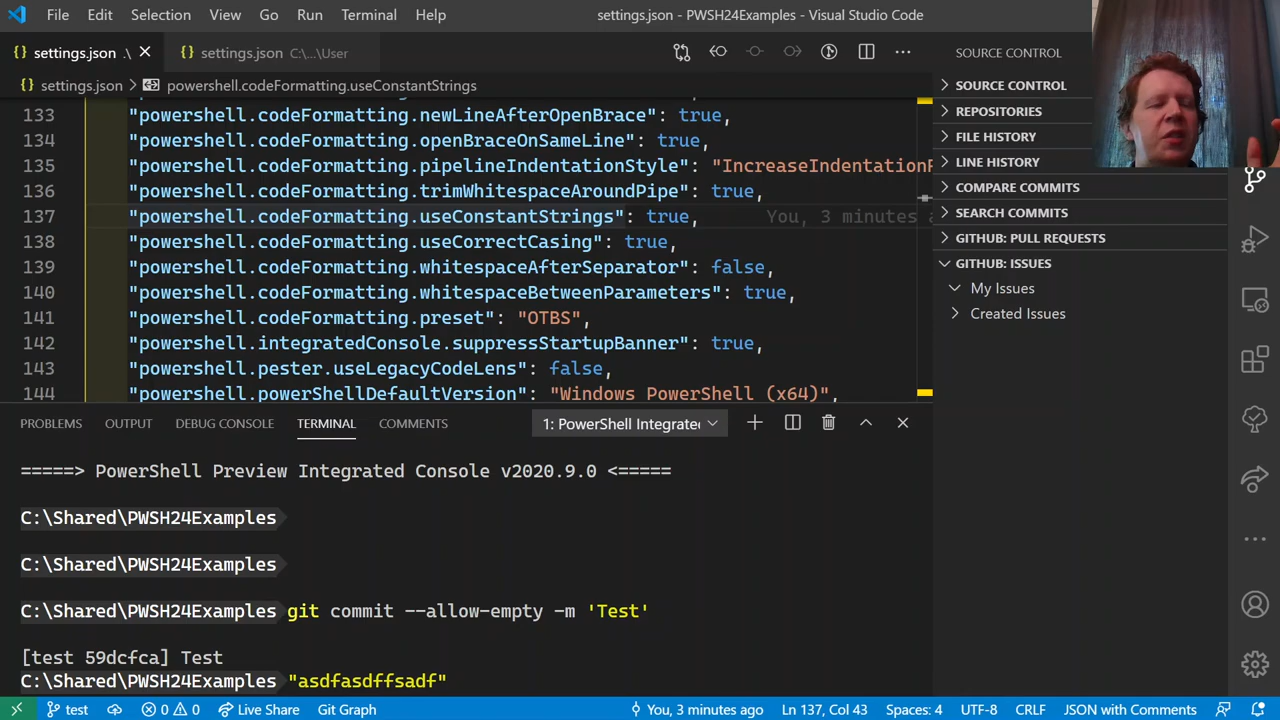 File Edit Selection View Go Run Terminal Help
settings.json - PWSH24Examples - Visual Studio Code
{} settings.json .\
{} settings.json C:\...\User
{} settings.json > powershell.codeFormatting.useConstantStrings
133 "powershell.codeFormatting.newLineAfterOpenBrace": true,
134 "powershell.codeFormatting.openBraceOnSameLine": true,
135 "powershell.codeFormatting.pipelineIndentationStyle": "IncreaseIndentationF
136 "powershell.codeFormatting.trimWhitespaceAroundPipe": true,
137 "powershell.codeFormatting.useConstantStrings": true, You, 3 minutes a
138 "powershell.codeFormatting.useCorrectCasing": true,
139 "powershell.codeFormatting.whitespaceAfterSeparator": false,
140 "powershell.codeFormatting.whitespaceBetweenParameters": true,
141 "powershell.codeFormatting.preset": "OTBS",
142 "powershell.integratedConsole.suppressStartupBanner": true,
143 "powershell.pester.useLegacyCodeLens": false,
144 "powershell.powerShellDefaultVersion": "Windows PowerShell (x64)",
SOURCE CONTROL
SOURCE CONTROL
REPOSITORIES
FILE HISTORY
LINE HISTORY
COMPARE COMMITS
SEARCH COMMITS
GITHUB: PULL REQUESTS
GITHUB: ISSUES
My Issues
Created Issues
PROBLEMS OUTPUT DEBUG CONSOLE TERMINAL COMMENTS
1: PowerShell Integrate
=====> PowerShell Preview Integrated Console v2020.9.0 <=====
C:\Shared\PWSH24Examples
C:\Shared\PWSH24Examples
C:\Shared\PWSH24Examples git commit --allow-empty -m 'Test'
[test 59dcfca] Test
C:\Shared\PWSH24Examples "asdfasdffsadf"
test 0 0 Live Share Git Graph You, 3 minutes ago Ln 137, Col 43 Spaces: 4 UTF-8 CRLF JSON with Comments